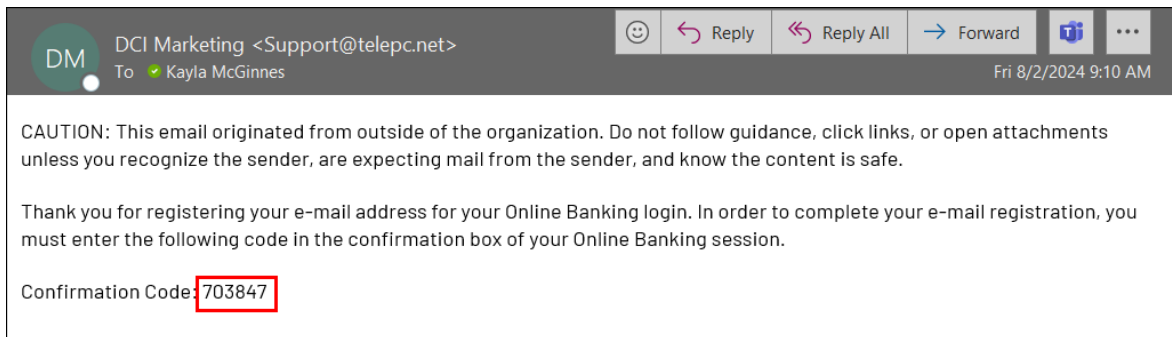 DM
DCI Marketing <Support@telepc.net>
To Kayla McGinnes
Reply
Reply All
Forward
Fri 8/2/2024 9:10 AM
CAUTION: This email originated from outside of the organization. Do not follow guidance, click links, or open attachments
unless you recognize the sender, are expecting mail from the sender, and know the content is safe.
Thank you for registering your e-mail address for your Online Banking login. In order to complete your e-mail registration, you
must enter the following code in the confirmation box of your Online Banking session.
Confirmation Code: 703847